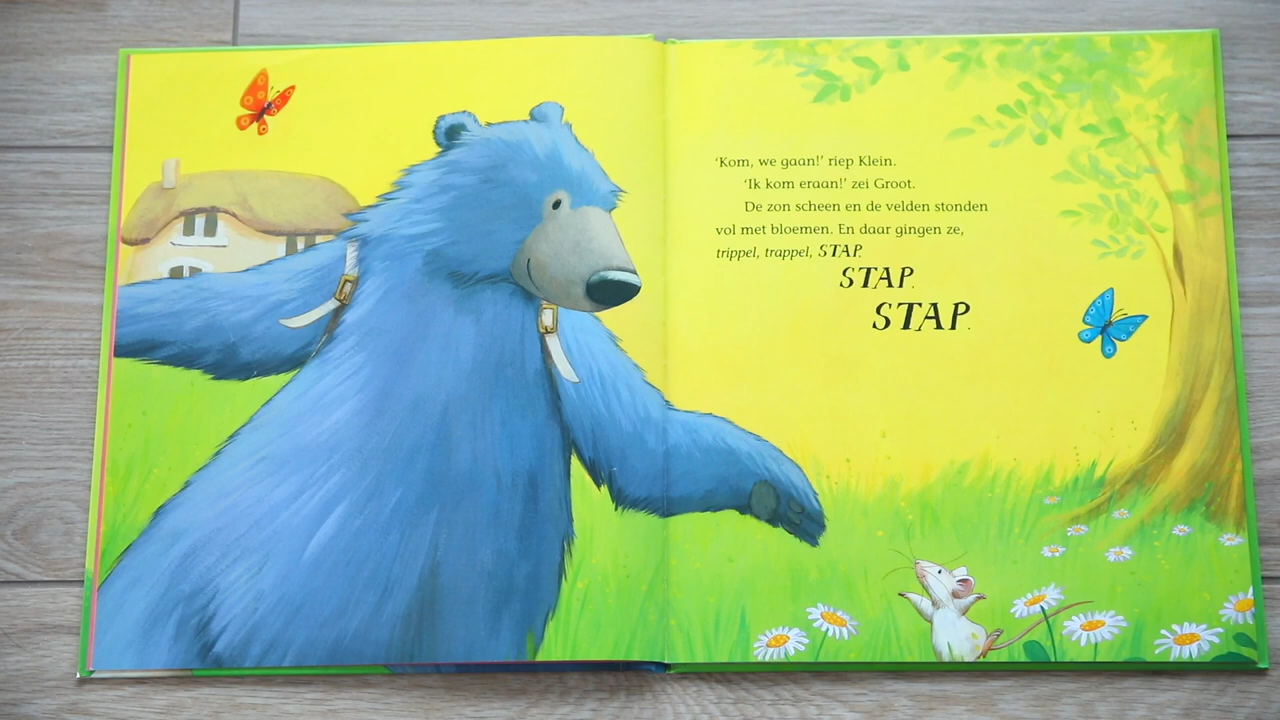 ‘Kom, we gaan!’ riep Klein.
‘Ik kom eraan!’ zei Groot.
De zon scheen en de velden stonden
vol met bloemen. En daar gingen ze,
trippel, trappel, STAP.
STAP.
STAP.